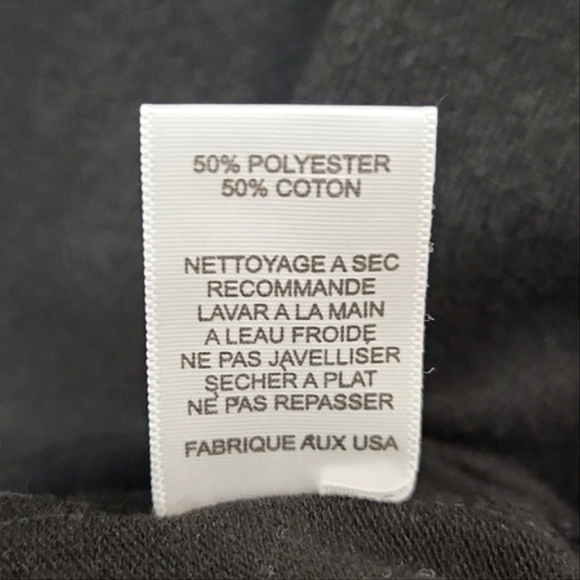 50% POLYESTER
50% COTON
NETTOYAGE A SEC
RECOMMANDE
LAVAR A LA MAIN
A LEAU FROIDE
NE PAS JAVELLISER
SECHER A PLAT
NE PAS REPASSER
FABRIQUE AUX USA